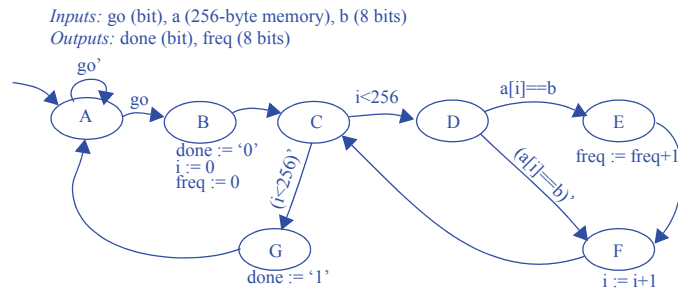 Inputs: go (bit), a (256-byte memory), b (8 bits)
Outputs: done (bit), freq (8 bits)
go’
A
go
B
done := ‘0’
i := 0
freq := 0
C
i<256
D
a[i]==b
E
freq := freq+1
(a[i]==b)’
(i<256)’
G
done := ‘1’
F
i := i+1